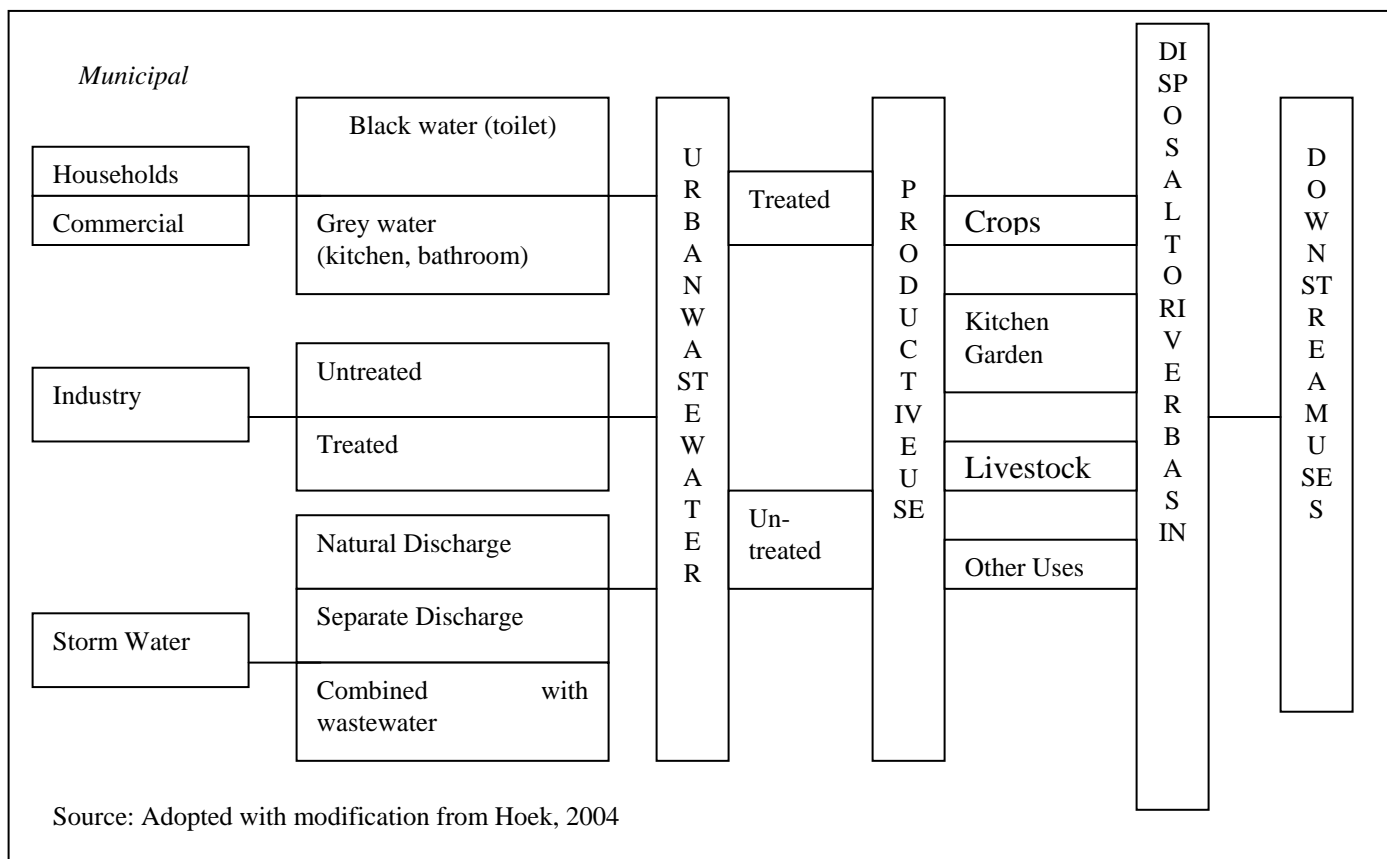 Municipal
Households
Commercial
Black water (toilet)
Grey water
(kitchen, bathroom)
Industry
Untreated
Treated
Storm Water
Natural Discharge
Separate Discharge
Combined with
wastewater
U
R
B
A
N
W
A
ST
E
W
A
T
E
R
Treated
Un-
treated
P
R
O
D
U
C
T
IV
E
U
SE
Crops
Kitchen
Garden
Livestock
Other Uses
DI
SP
O
S
A
L
T
O
RI
V
E
R
B
A
S
IN
D
O
W
N
ST
R
E
A
M
U
SE
S
Source: Adopted with modification from Hoek, 2004